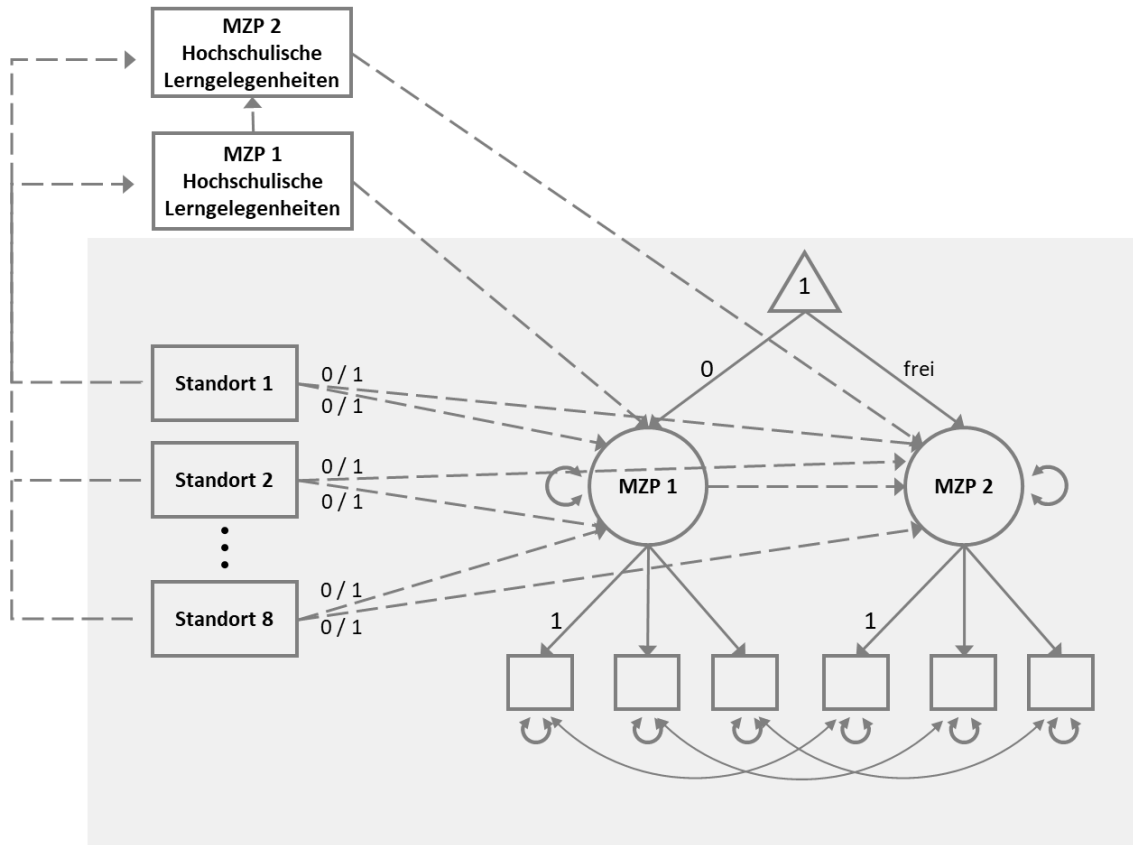 MZP 2
Hochschulische
Lerngelegenheiten
MZP 1
Hochschulische
Lerngelegenheiten
1
0
frei
Standort 1
0 / 1
0 / 1
Standort 2
0 / 1
0 / 1
MZP 1
MZP 2
Standort 8
0 / 1
0 / 1
1
1